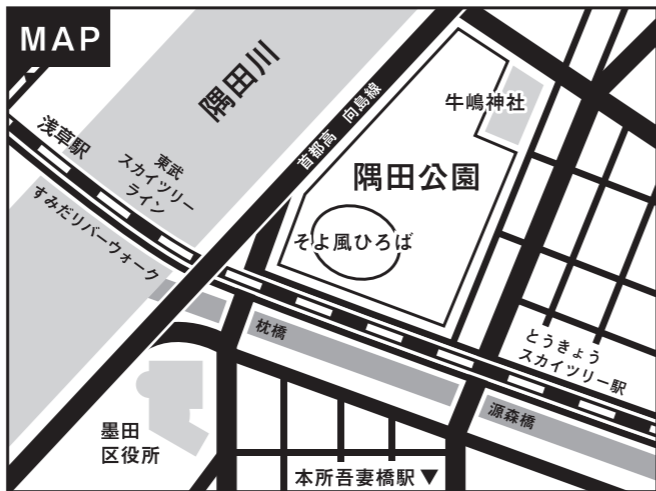 MAP
隅田川
首都高 向島線
牛嶋神社
浅草駅
東武
スカイツリー
ライン
隅田公園
すみだリバーウォーク
そよ風ひろば
枕橋
とうきょう
スカイツリー駅
源森橋
墨田
区役所
本所吾妻橋駅▼